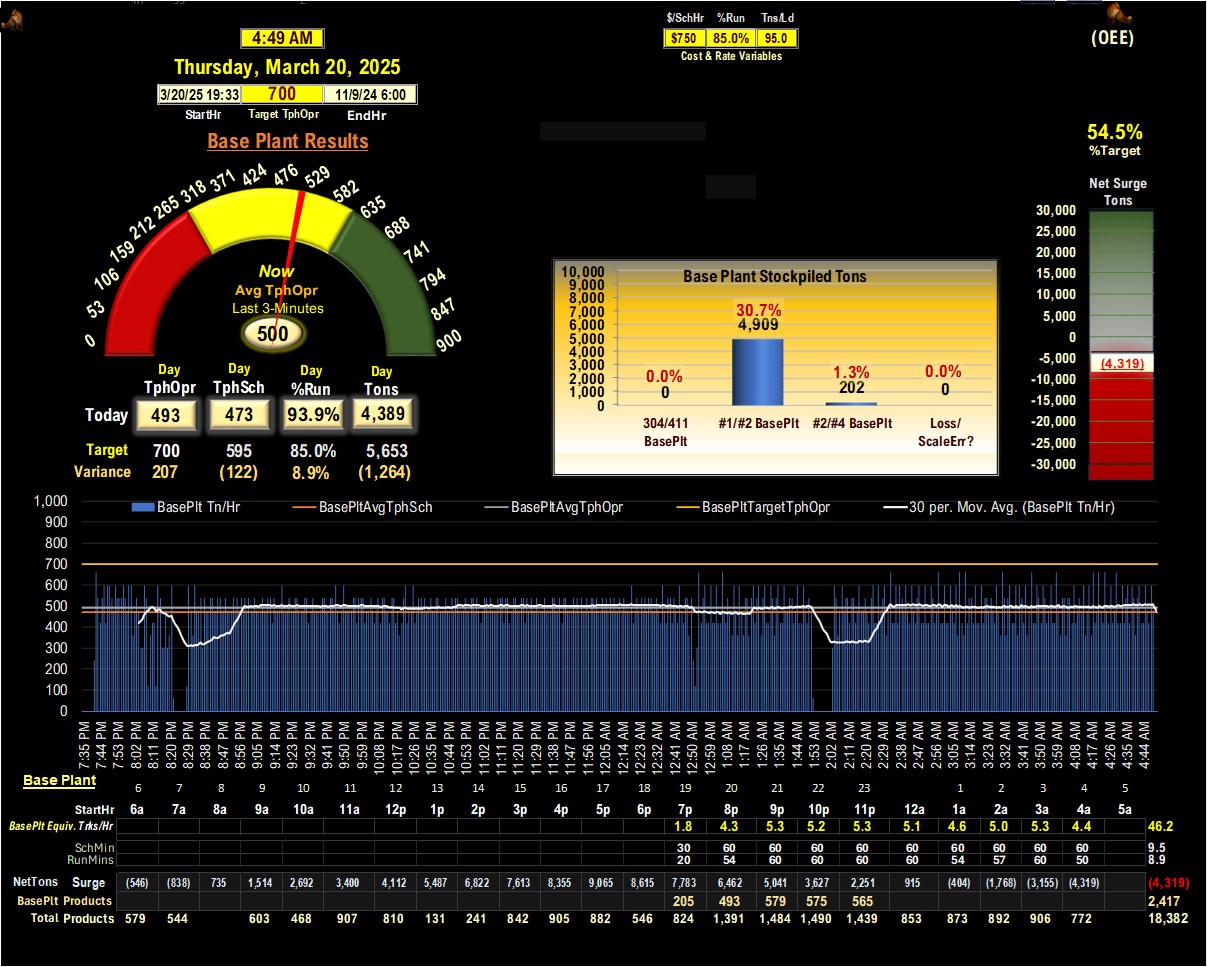 $/SchHr %Run Tns/Ld
4:49 AM $750 85.0% 95.0 (OEE)
Cost & Rate Variables
Thursday, March 20, 2025
3/20/25 19:33 700 11/9/24 6:00
StartHr Target TphOpr EndHr
Base Plant Results
54.5%
%Target
Net Surge
Tons
0 53 106 159 212 265 318 371 424 476 529 582 635 688 741 794 847 900
Now
Avg TphOpr
Last 3-Minutes
500
30,000
25,000
20,000
15,000
10,000
5,000
0
-5,000
(4,319)
-10,000
-15,000
-20,000
-25,000
-30,000
Base Plant Stockpiled Tons
10,000
9,000
8,000
7,000
6,000
5,000
4,000
3,000
2,000
1,000
0
0.0% 30.7% 1.3% 0.0%
0 4,909 202 0
304/411 BasePlt #1/#2 BasePlt #2/#4 BasePlt Loss/ ScaleErr?
Day Day Day Day
TphOpr TphSch %Run Tons
Today 493 473 93.9% 4,389
Target 700 595 85.0% 5,653
Variance 207 (122) 8.9% (1,264)
BasePlt Tn/Hr BasePltAvgTphSch BasePltAvgTphOpr BasePltTargetTphOpr 30 per. Mov. Avg. (BasePlt Tn/Hr)
1,000
900
800
700
600
500
400
300
200
100
0
7:35 PM 7:44 PM 7:53 PM 8:02 PM 8:11 PM 8:20 PM 8:29 PM 8:38 PM 8:47 PM 8:56 PM 9:05 PM 9:14 PM 9:23 PM 9:32 PM 9:41 PM 9:50 PM 9:59 PM 10:08 PM 10:17 PM 10:26 PM 10:35 PM 10:44 PM 10:53 PM 11:02 PM 11:11 PM 11:20 PM 11:29 PM 11:38 PM 11:47 PM 11:56 PM 12:05 AM 12:14 AM 12:23 AM 12:32 AM 12:41 AM 12:50 AM 12:59 AM 1:08 AM 1:17 AM 1:26 AM 1:35 AM 1:44 AM 1:53 AM 2:02 AM 2:11 AM 2:20 AM 2:29 AM 2:38 AM 2:47 AM 2:56 AM 3:05 AM 3:14 AM 3:23 AM 3:32 AM 3:41 AM 3:50 AM 3:59 AM 4:08 AM 4:17 AM 4:26 AM 4:35 AM 4:44 AM
Base Plant
6 7 8 9 10 11 12 13 14 15 16 17 18 19 20 21 22 23 1 2 3 4 5
StartHr 6a 7a 8a 9a 10a 11a 12p 1p 2p 3p 4p 5p 6p 7p 8p 9p 10p 11p 12a 1a 2a 3a 4a 5a
BasePlt Equiv. Trks/Hr 1.8 4.3 5.3 5.2 5.3 5.1 4.6 5.0 5.3 4.4 46.2
SchMin 30 60 60 60 60 60 60 60 60 60 9.5
RunMins 20 54 60 60 60 60 54 57 60 50 8.9
NetTons Surge (546) (838) 735 1,514 2,692 3,400 4,112 5,487 6,822 7,613 8,355 9,065 8,615 7,783 6,462 5,041 3,627 2,251 915 (404) (1,768) (3,155) (4,319) (4,319)
BasePlt Products 205 493 579 575 565 2,417
Total Products 579 544 603 468 907 810 131 241 842 905 882 546 824 1,391 1,484 1,490 1,439 853 873 892 906 772 18,382